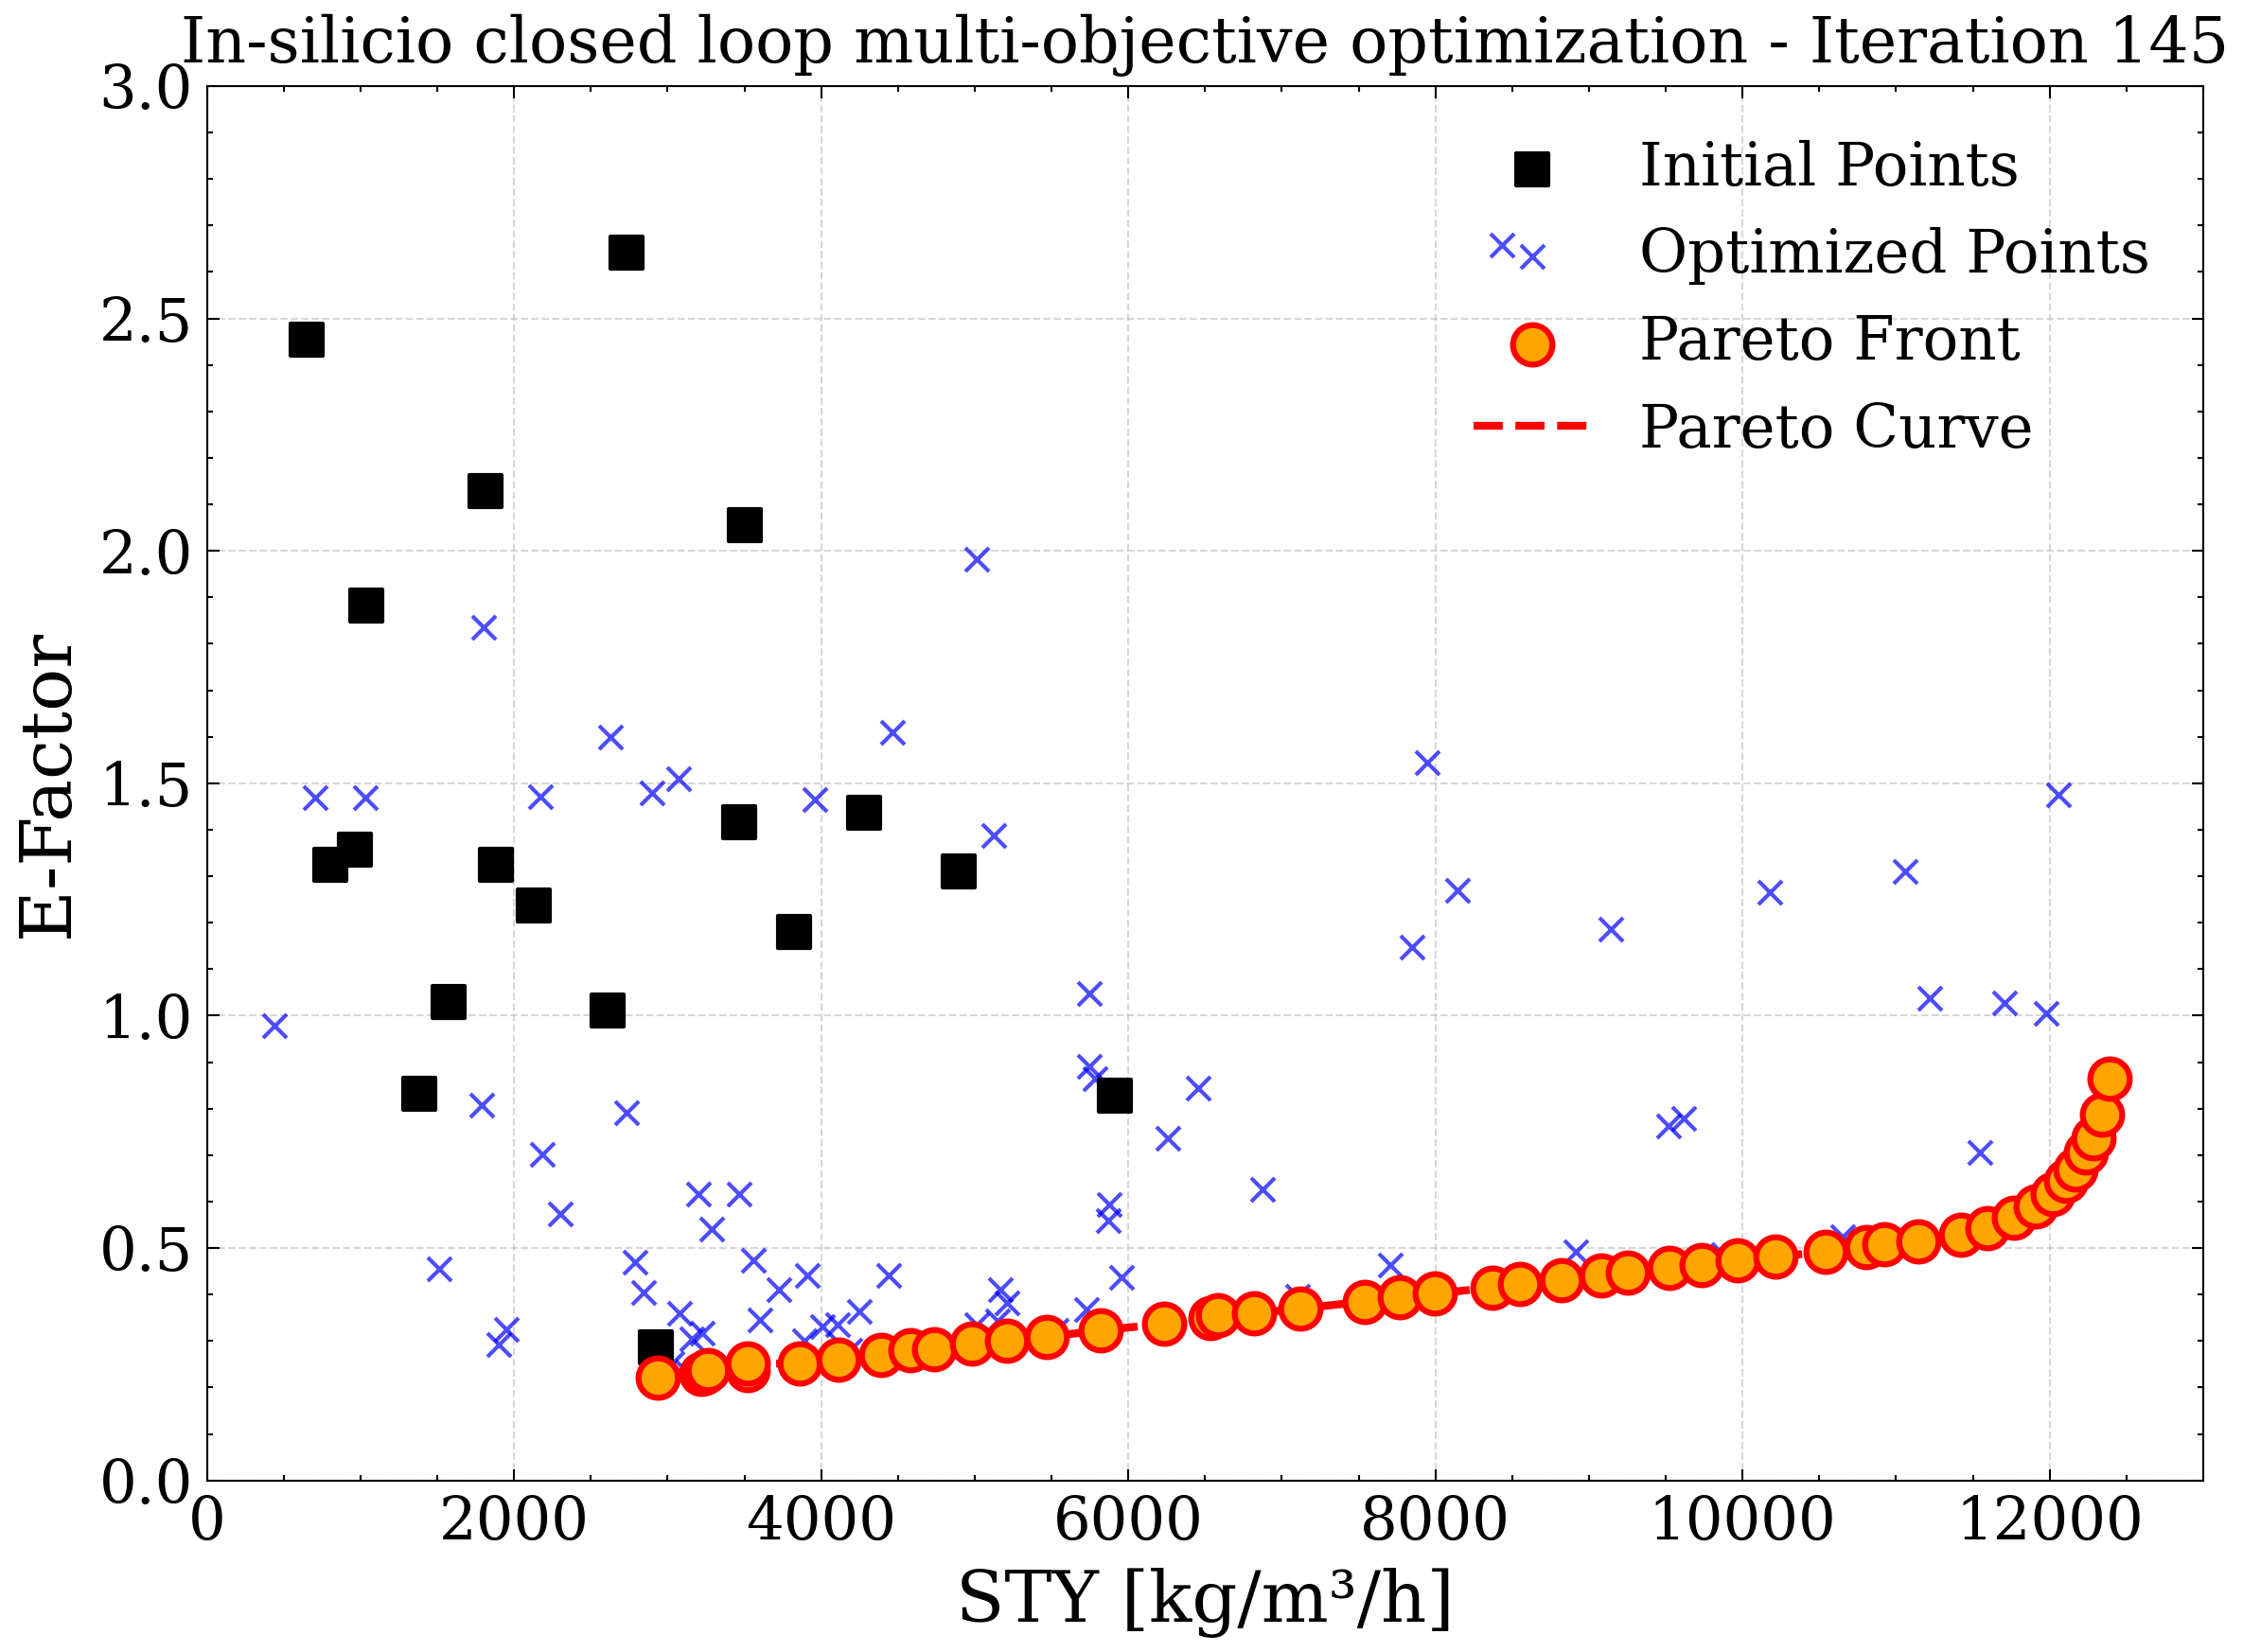 In-silicio closed loop multi-objective optimization - Iteration 145
3.0
2.5
2.0
1.5
1.0
0.5
0.0
E-Factor
Initial Points
Optimized Points
Pareto Front
Pareto Curve
0 2000 4000 6000 8000 10000 12000
STY [kg/m³/h]